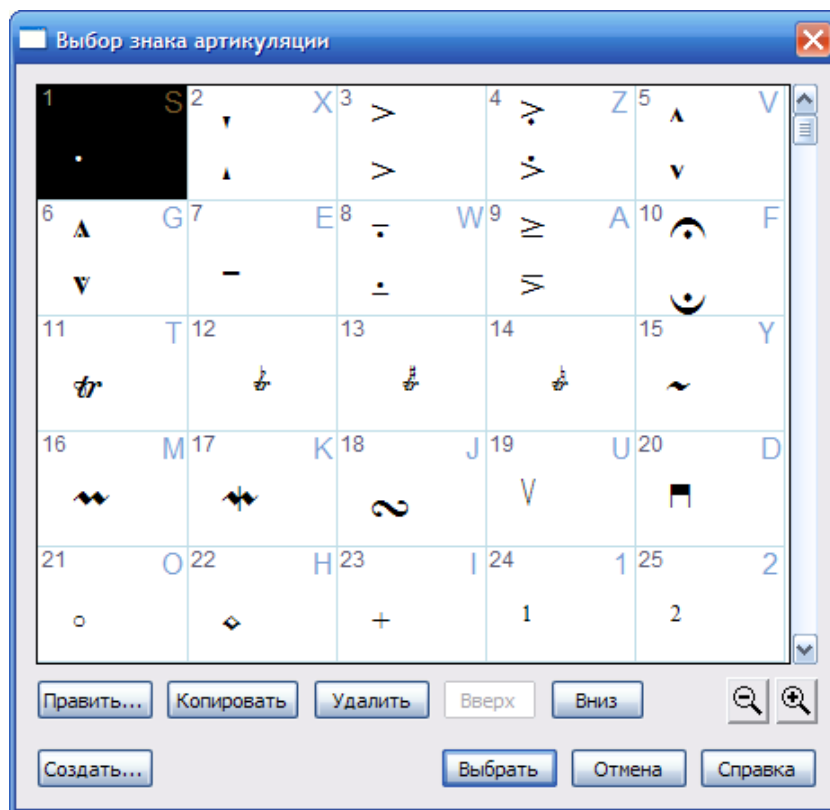 Выбор знака артикуляции
1 S 2 X 3 4 Z 5 V
6 G 7 E 8 W 9 A 10 F
11 T 12 13 14 15 Y
tr
16 M 17 K 18 J 19 U 20 D
21 O 22 H 23 I 24 1 25 2
+ 1 2
Править... Копировать Удалить Вверх Вниз
Создать... Выбрать Отмена Справка